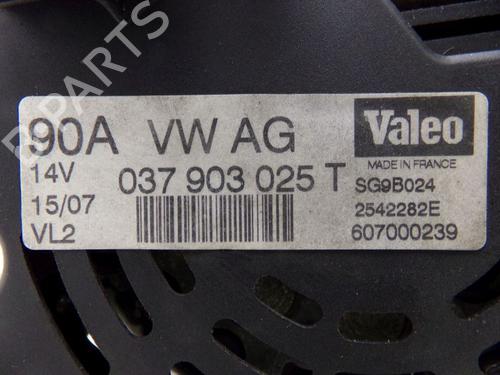 90A VW AG
14V 037 903 025 T
15/07
VL2
Valeo
MADE IN FRANCE
SG9B024
2542282E
607000239
B-Parts